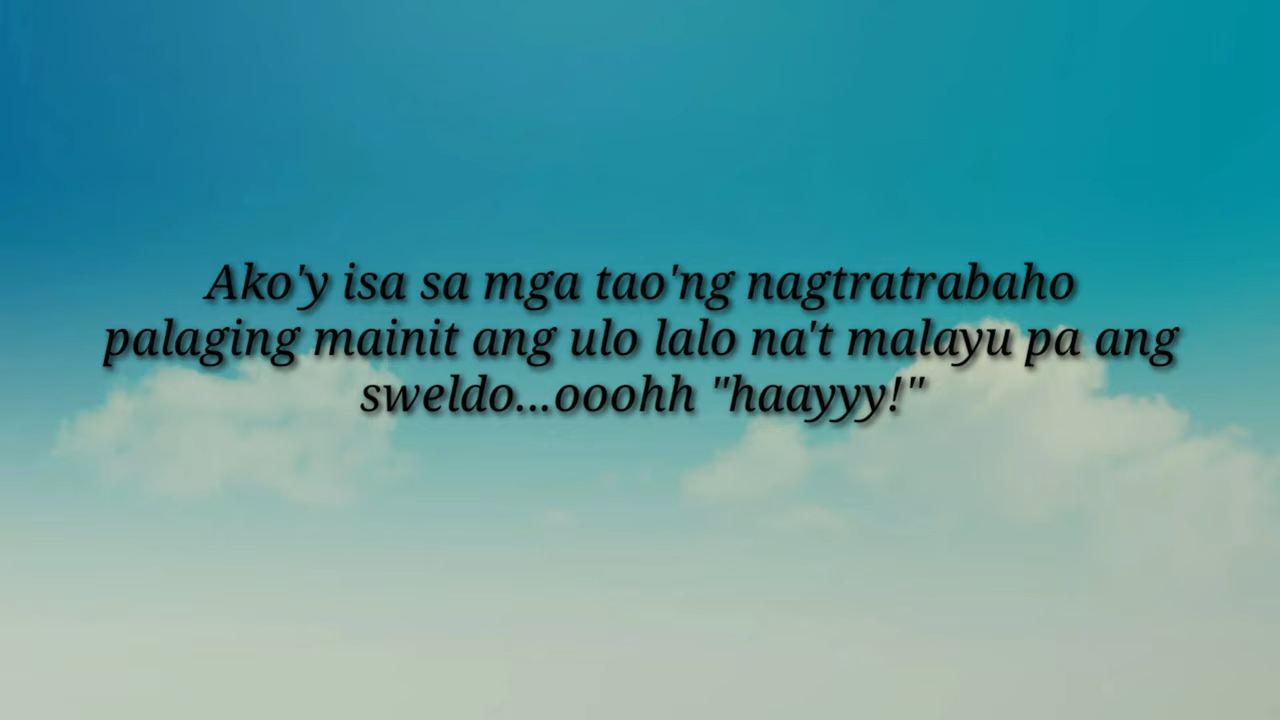 Ako'y isa sa mga tao'ng nagtratrabaho
palaging mainit ang ulo lalo na't malayu pa ang
sweldo...ooohh "haayyy!"